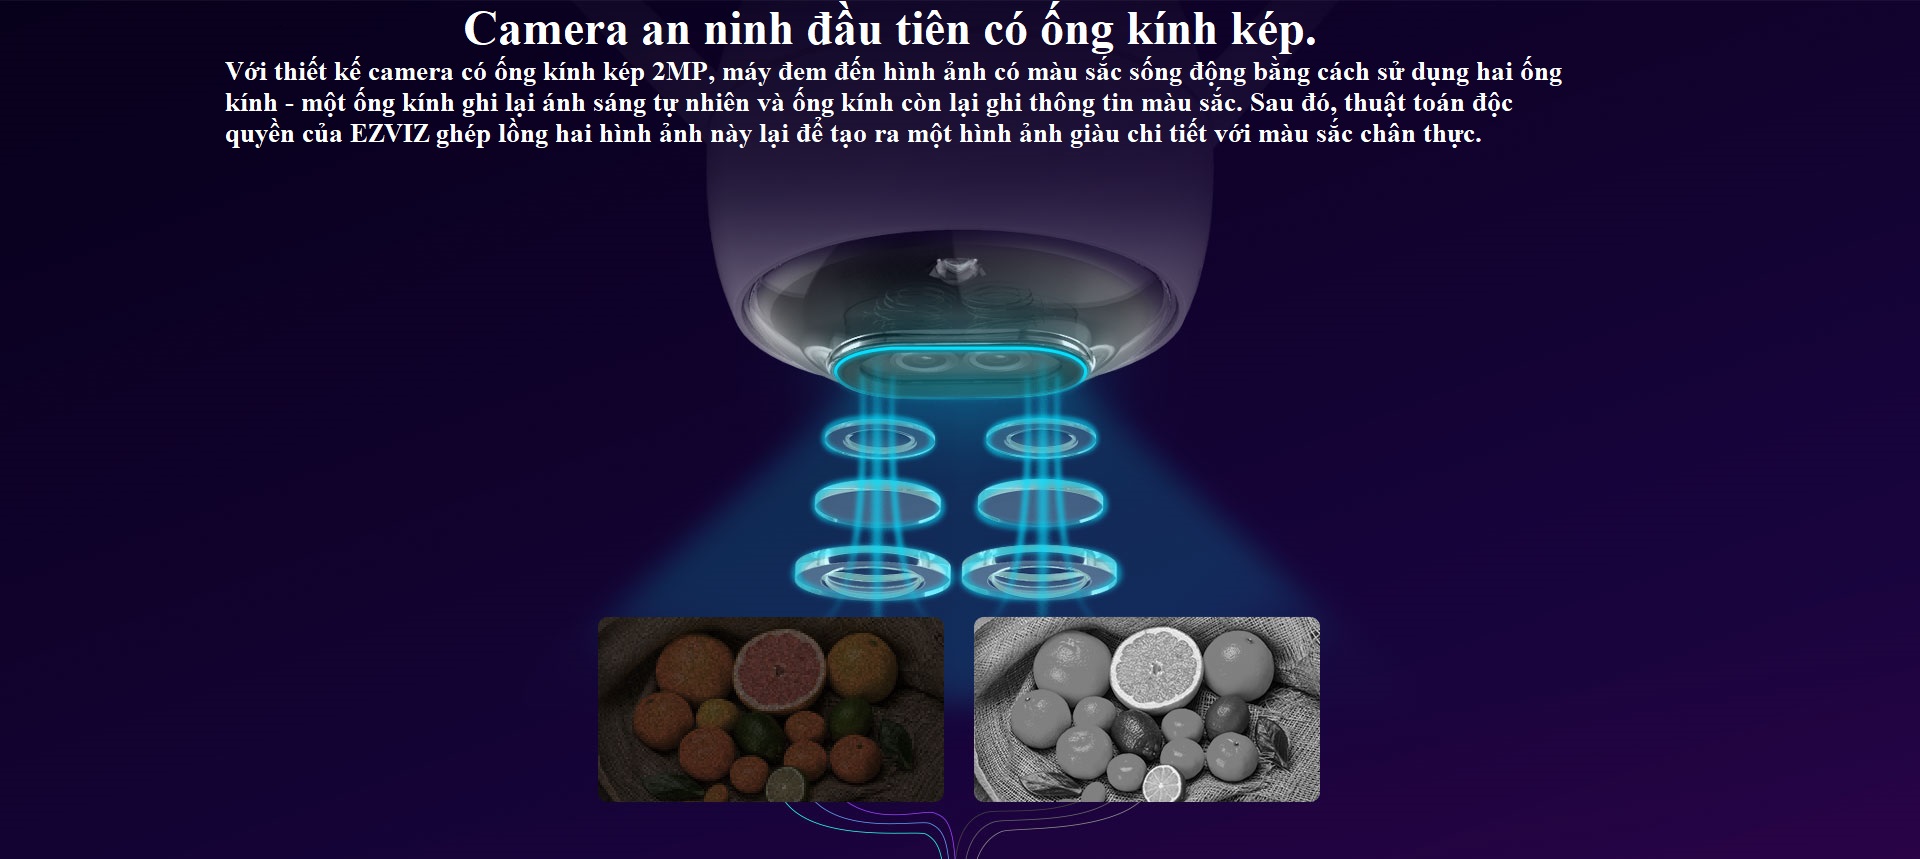 Camera an ninh đầu tiên có ống kính kép.
Với thiết kế camera có ống kính kép 2MP, máy đem đến hình ảnh có màu sắc sống động bằng cách sử dụng hai ống
kính - một ống kính ghi lại ánh sáng tự nhiên và ống kính còn lại ghi thông tin màu sắc. Sau đó, thuật toán độc
quyền của EZVIZ ghép lồng hai hình ảnh này lại để tạo ra một hình ảnh giàu chi tiết với màu sắc chân thực.